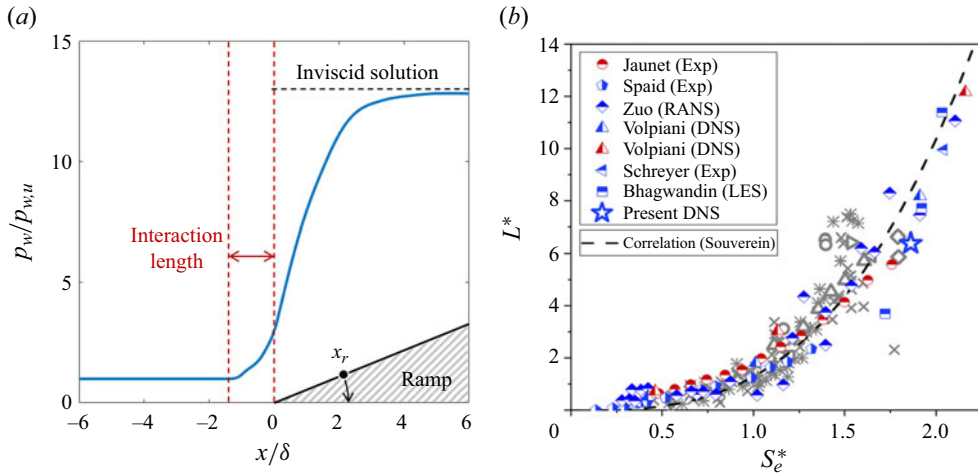 (a)
15
10
5
0
p_w/p_{w,u}
Inviscid solution
Interaction
length
x_r
Ramp
–6
–4
–2
0
2
4
6
x/δ
(b)
14
12
10
8
6
4
2
0
L*
Jaunet (Exp)
Spaid (Exp)
Zuo (RANS)
Volpiani (DNS)
Volpiani (DNS)
Schreyer (Exp)
Bhagwandin (LES)
Present DNS
Correlation (Souverein)
0.5
1.0
1.5
2.0
S_e^*